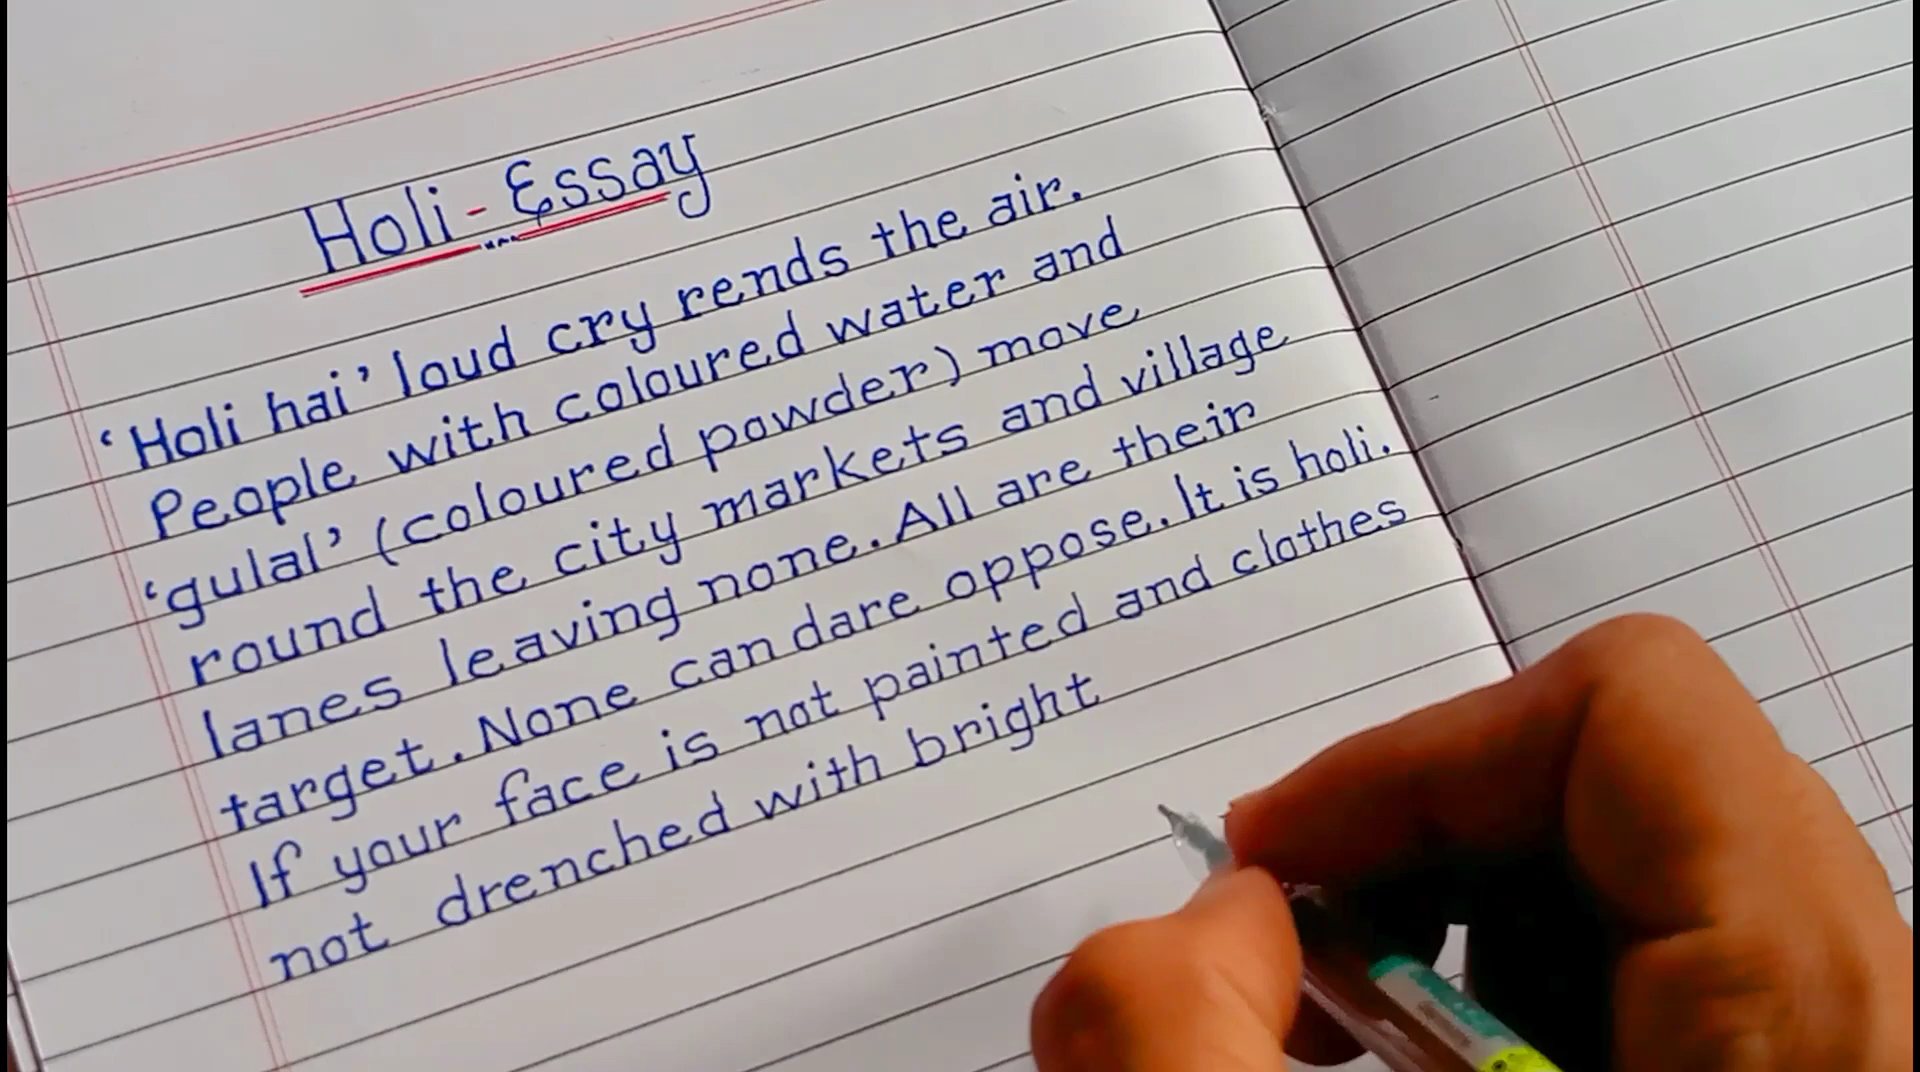 Holi - Essay
‘Holi hai’ loud cry rends the air.
People with coloured water and
‘gulal’ (coloured powder) move
round the city markets and village
lanes leaving none. All are their
target. None can dare oppose. It is holi.
If your face is not painted and clothes
not drenched with bright